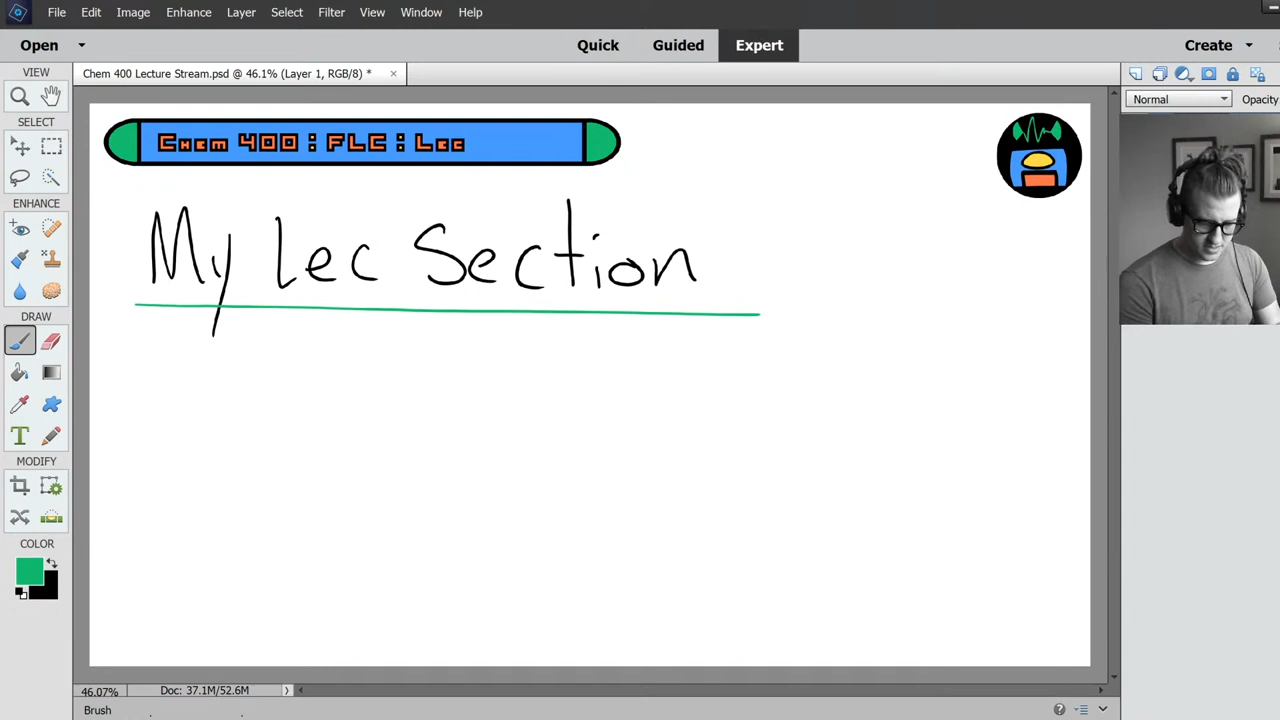 File Edit Image Enhance Layer Select Filter View Window Help
Open Quick Guided Expert Create
VIEW
Chem 400 Lecture Stream.psd @ 46.1% (Layer 1, RGB/8) *
Normal Opacity
SELECT
Chem 400 : FLC : Lec
ENHANCE
My Lec Section
DRAW
MODIFY
COLOR
46.07% Doc: 37.1M/52.6M
Brush